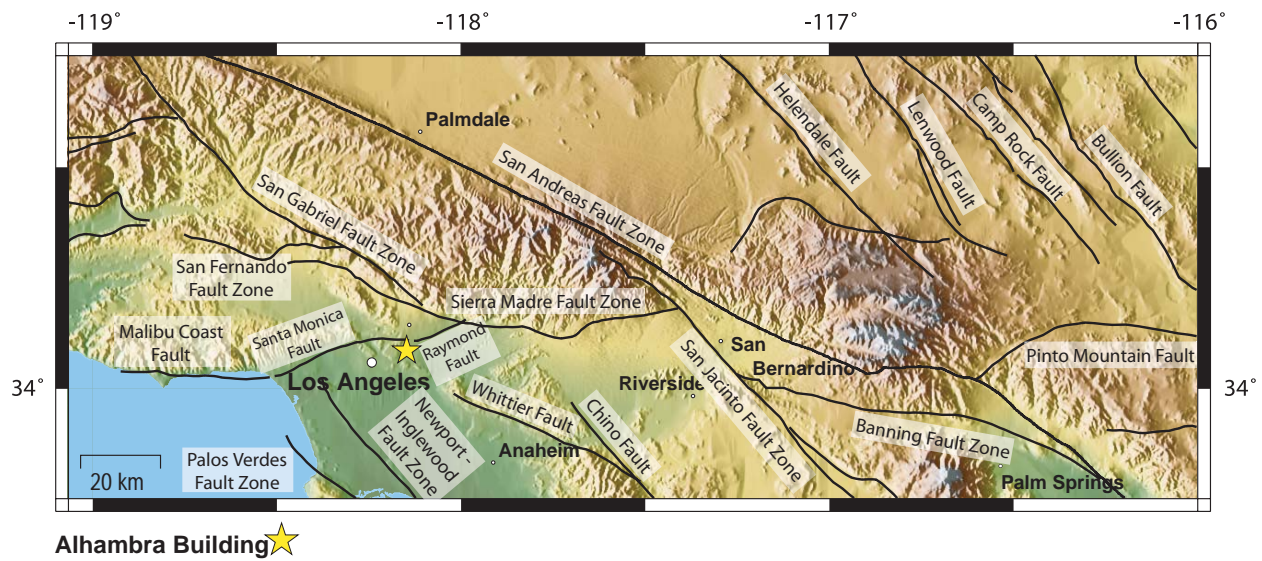 -119˚
-118˚
-117˚
-116˚
34˚
34˚
Palmdale
San Andreas Fault Zone
Helendale Fault
Lenwood Fault
Camp Rock Fault
Bullion Fault
San Gabriel Fault Zone
San Fernando
Fault Zone
Sierra Madre Fault Zone
Malibu Coast
Fault
Santa Monica
Fault
Raymond
Fault
Los Angeles
San
Bernardino
Pinto Mountain Fault
Riverside
San Jacinto Fault Zone
Whittier Fault
Chino Fault
Newport -
Inglewood
Fault Zone
Anaheim
Banning Fault Zone
Palos Verdes
Fault Zone
Palm Springs
20 km
Alhambra Building